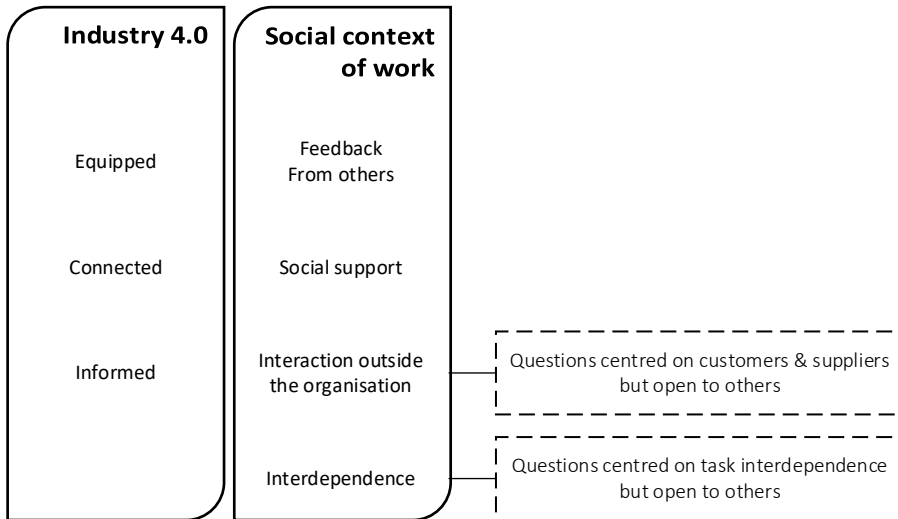 Industry 4.0
Equipped
Connected
Informed
Social context
of work
Feedback
From others
Social support
Interaction outside
the organisation
Interdependence
Questions centred on customers & suppliers
but open to others
Questions centred on task interdependence
but open to others